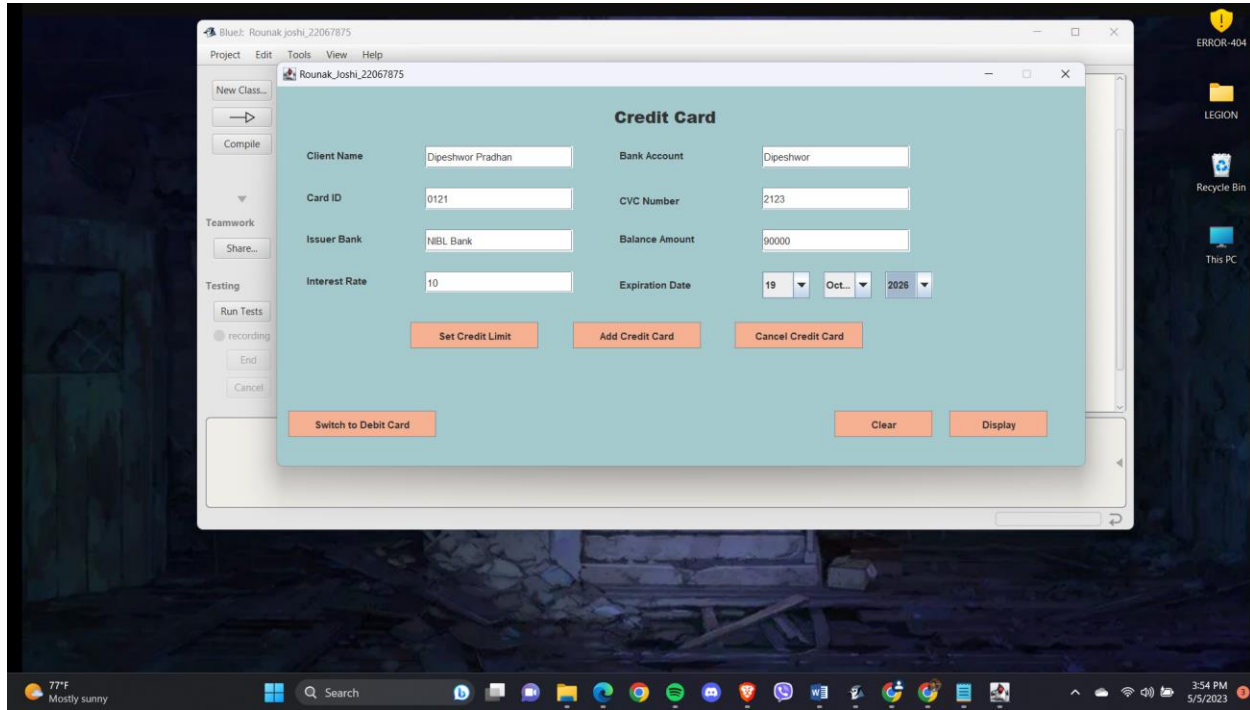 BlueJ: Rounak joshi_22067875
Project Edit Tools View Help
Rounak_Joshi_22067875
New Class...
Compile
Teamwork
Share...
Testing
Run Tests
recording
End
Cancel
Credit Card
Client Name Dipeshwor Pradhan Bank Account Dipeshwor
Card ID 0121 CVC Number 2123
Issuer Bank NIBL Bank Balance Amount 90000
Interest Rate 10 Expiration Date 19 Oct... 2026
Set Credit Limit Add Credit Card Cancel Credit Card
Switch to Debit Card Clear Display
ERROR-404
LEGION
Recycle Bin
This PC
77°F
Mostly sunny
Search
3:54 PM
5/5/2023
3